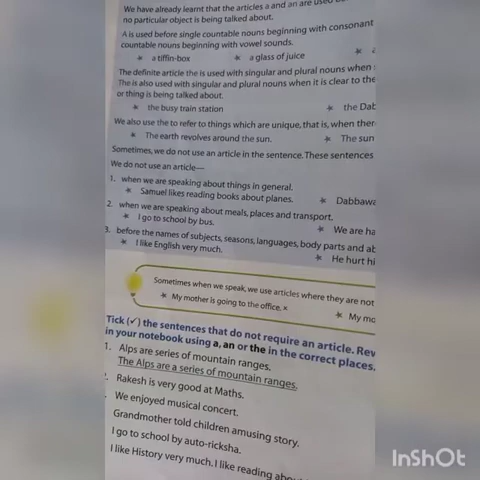 We have already learnt that the articles a and an are used
no particular object is being talked about.
A is used before single countable nouns beginning with consonant
countable nouns beginning with vowel sounds.
* a tiffin-box * a glass of juice *
The definite article the is used with singular and plural nouns when
The is also used with singular and plural nouns when it is clear to the
or thing is being talked about.
* the busy train station * the Dab
We also use the to refer to things which are unique, that is, when ther
* The earth revolves around the sun. * The sun
Sometimes, we do not use an article in the sentence. These sentences
We do not use an article—
1. when we are speaking about things in general.
* Samuel likes reading books about planes. * Dabbawa
2. when we are speaking about meals, places and transport.
* I go to school by bus. * We are ha
3. before the names of subjects, seasons, languages, body parts and ab
* I like English very much. * He hurt hi
Sometimes when we speak, we use articles where they are not
* My mother is going to the office. × * My mo
Tick (✓) the sentences that do not require an article. Rev
in your notebook using a, an or the in the correct places.
1. Alps are series of mountain ranges.
The Alps are a series of mountain ranges.
Rakesh is very good at Maths.
We enjoyed musical concert.
Grandmother told children amusing story.
I go to school by auto-ricksha.
I like History very much. I like reading abou
InShOt